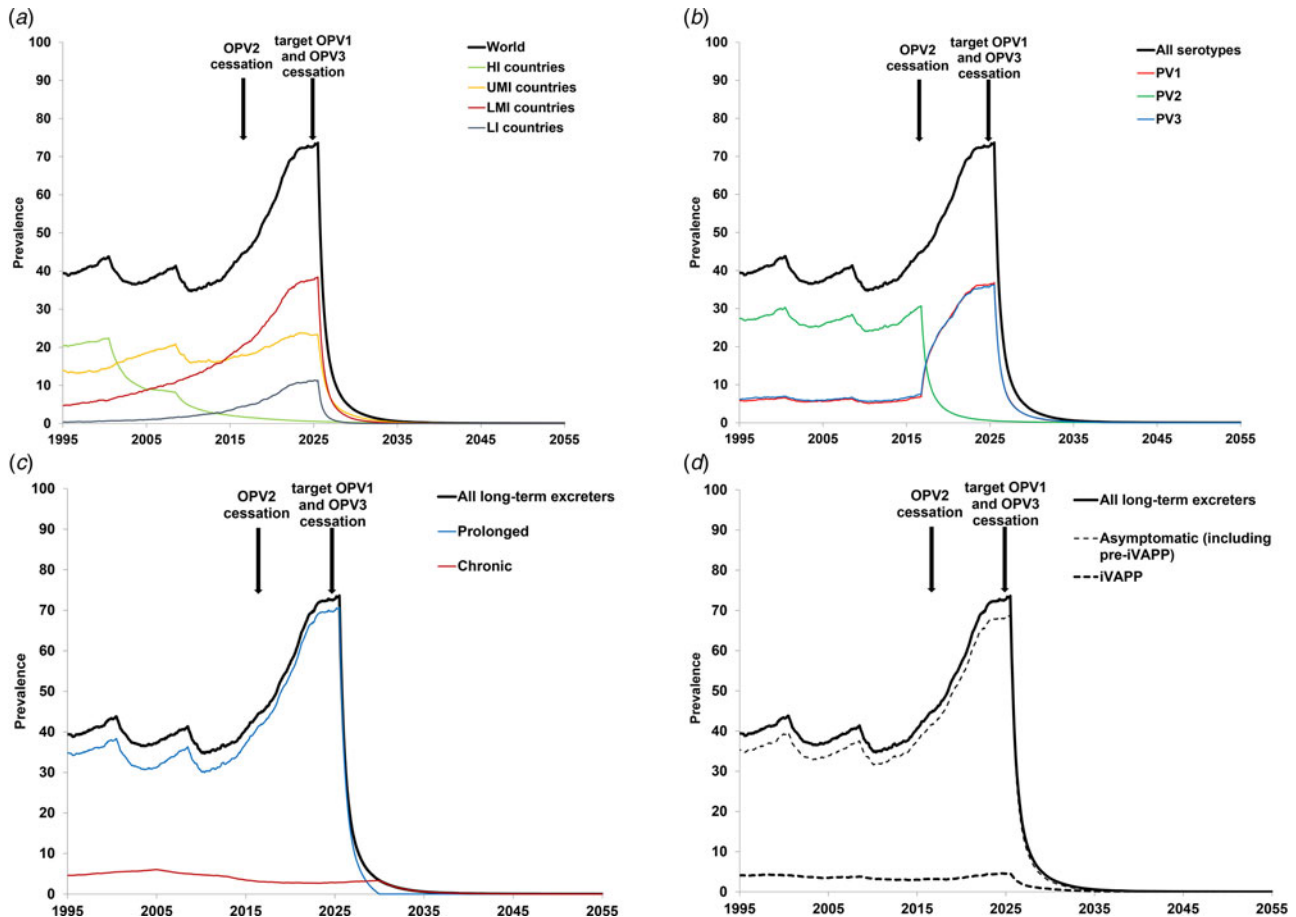 (a)
100
90
80
70
60
50
40
30
20
10
0
Prevalence
OPV2
cessation
target OPV1
and OPV3
cessation
World
HI countries
UMI countries
LMI countries
LI countries
1995 2005 2015 2025 2035 2045 2055
(b)
100
90
80
70
60
50
40
30
20
10
0
Prevalence
OPV2
cessation
target OPV1
and OPV3
cessation
All serotypes
PV1
PV2
PV3
1995 2005 2015 2025 2035 2045 2055
(c)
100
90
80
70
60
50
40
30
20
10
0
Prevalence
OPV2
cessation
target OPV1
and OPV3
cessation
All long-term excreters
Prolonged
Chronic
1995 2005 2015 2025 2035 2045 2055
(d)
100
90
80
70
60
50
40
30
20
10
0
Prevalence
OPV2
cessation
target OPV1
and OPV3
cessation
All long-term excreters
Asymptomatic (including
pre-iVAPP)
iVAPP
1995 2005 2015 2025 2035 2045 2055